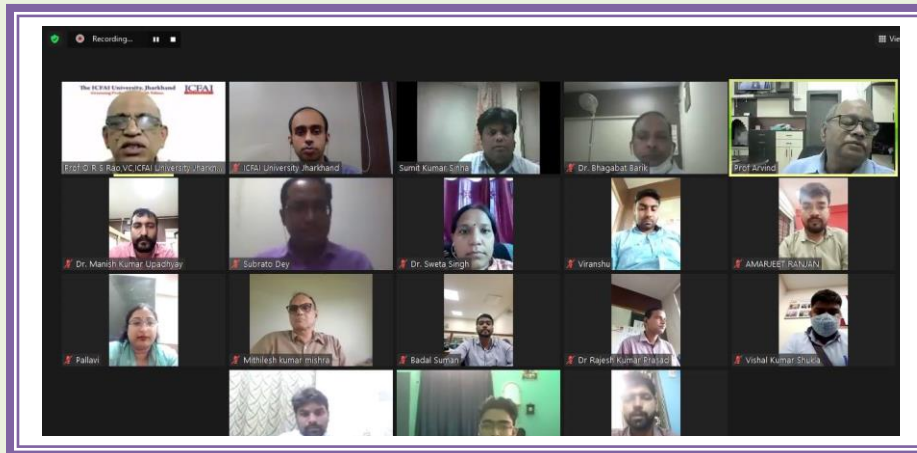 Recording...
View
The ICFAI University, Jharkhand
ICFAI
Prof O R S Rao,VC,ICFAI University Jharkh...
ICFAI University Jharkhand
Sumit Kumar Sinha
Dr. Bhagabat Barik
Prof Arvind
Dr. Manish Kumar Upadhyay
Subrato Dey
Dr. Sweta Singh
Viranshu
AMARJEET RANJAN
Pallavi
Mithilesh kumar mishra
Badal Suman
Dr Rajesh Kumar Prasad
Vishal Kumar Shukla